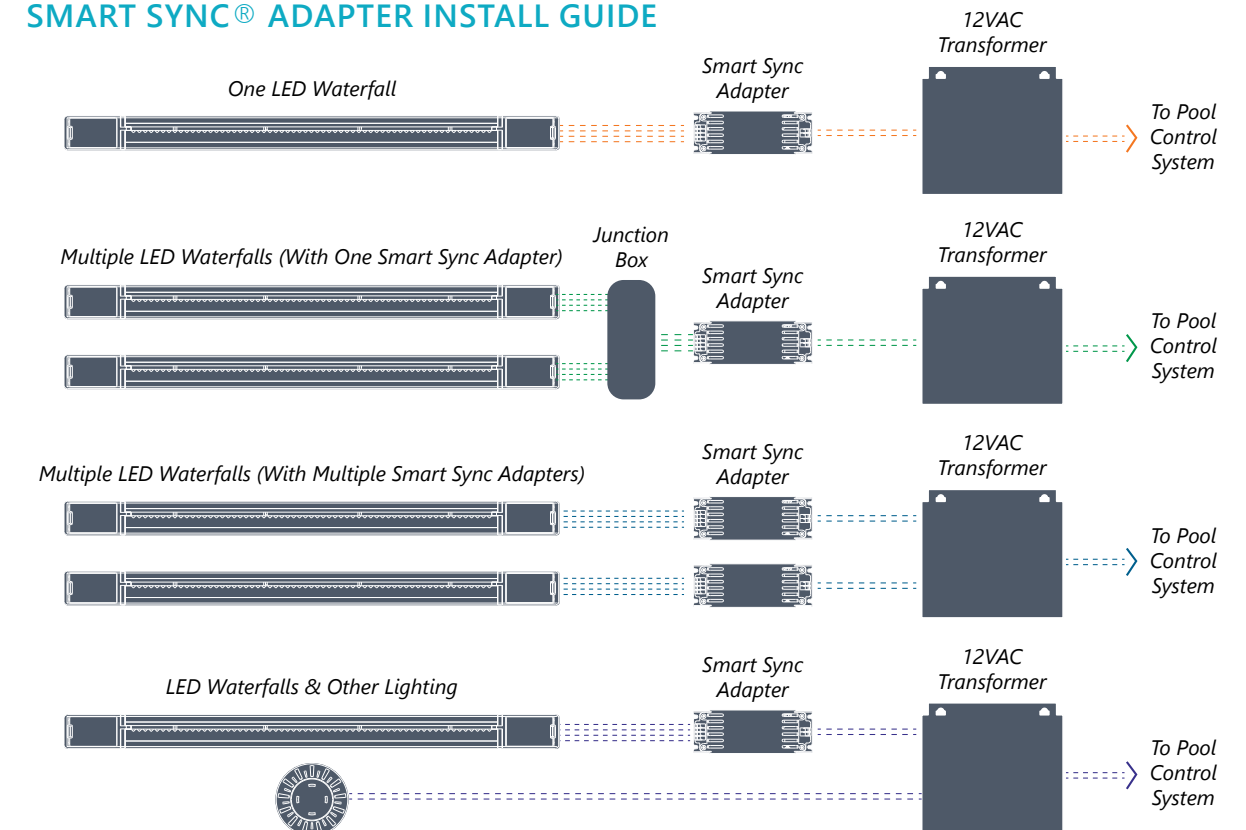 SMART SYNC® ADAPTER INSTALL GUIDE
One LED Waterfall
Smart Sync
Adapter
12VAC
Transformer
To Pool
Control
System
Multiple LED Waterfalls (With One Smart Sync Adapter)
Junction
Box
Smart Sync
Adapter
12VAC
Transformer
To Pool
Control
System
Multiple LED Waterfalls (With Multiple Smart Sync Adapters)
Smart Sync
Adapter
12VAC
Transformer
To Pool
Control
System
LED Waterfalls & Other Lighting
Smart Sync
Adapter
12VAC
Transformer
To Pool
Control
System